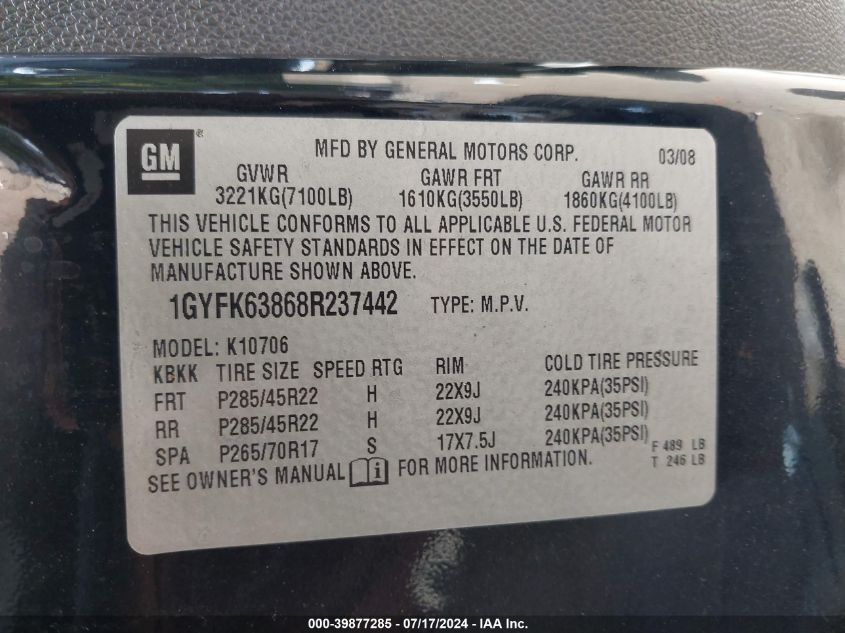 GM ®
MFD BY GENERAL MOTORS CORP. 03/08
GVWR GAWR FRT GAWR RR
3221KG(7100LB) 1610KG(3550LB) 1860KG(4100LB)
THIS VEHICLE CONFORMS TO ALL APPLICABLE U.S. FEDERAL MOTOR
VEHICLE SAFETY STANDARDS IN EFFECT ON THE DATE OF
MANUFACTURE SHOWN ABOVE.
1GYFK63868R237442 TYPE: M.P.V.
MODEL: K10706
KBKK TIRE SIZE SPEED RTG RIM COLD TIRE PRESSURE
FRT P285/45R22 H 22X9J 240KPA(35PSI)
RR P285/45R22 H 22X9J 240KPA(35PSI)
SPA P265/70R17 S 17X7.5J 240KPA(35PSI)
F 489 LB
T 246 LB
SEE OWNER'S MANUAL i FOR MORE INFORMATION.
000-39877285 - 07/17/2024 - IAA Inc.